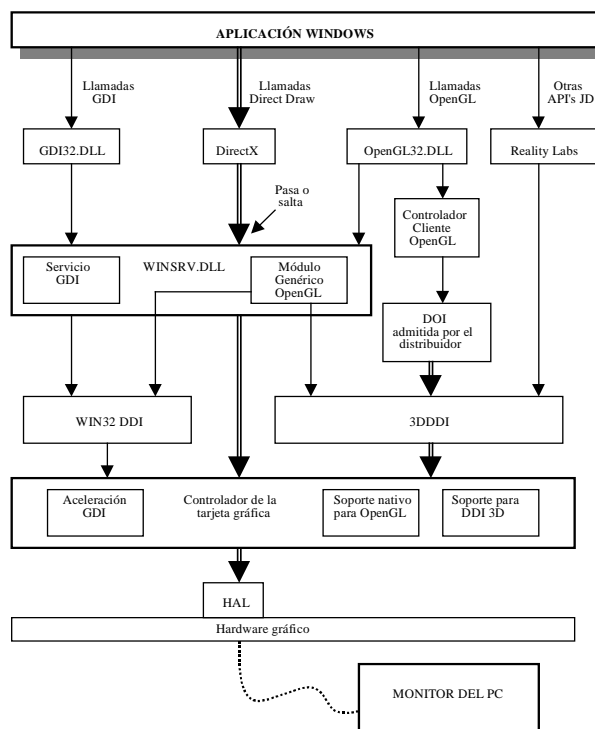 APLICACIÓN WINDOWS
Llamadas
GDI
Llamadas
Direct Draw
Llamadas
OpenGL
Otras
API's JD
GDI32.DLL
DirectX
OpenGL32.DLL
Reality Labs
Pasa o
salta
Controlador
Cliente
OpenGL
Servicio
GDI
WINSRV.DLL
Módulo
Genérico
OpenGL
DOI
admitida por el
distribuidor
WIN32 DDI
3DDDI
Aceleración
GDI
Controlador de la
tarjeta gráfica
Soporte nativo
para OpenGL
Soporte para
DDI 3D
HAL
Hardware gráfico
MONITOR DEL PC